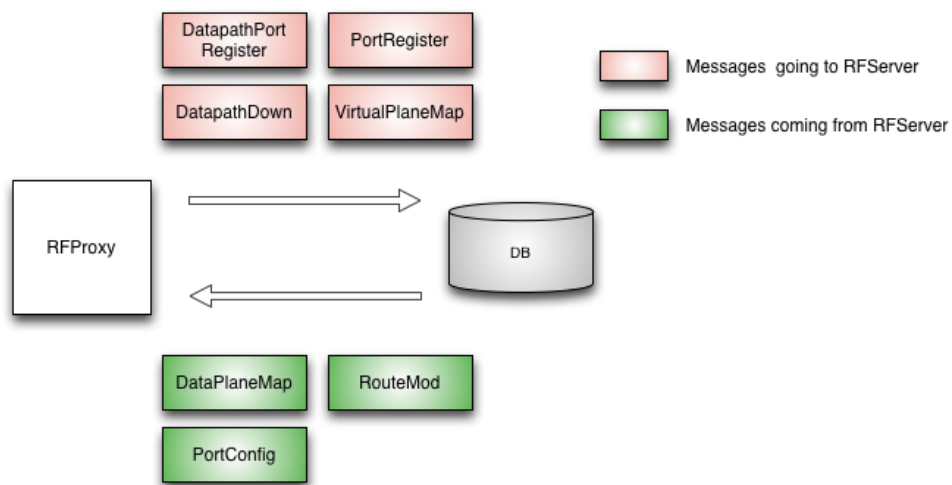 DatapathPort
Register
PortRegister
Messages going to RFServer
DatapathDown
VirtualPlaneMap
Messages coming from RFServer
RFProxy
DB
DataPlaneMap
RouteMod
PortConfig